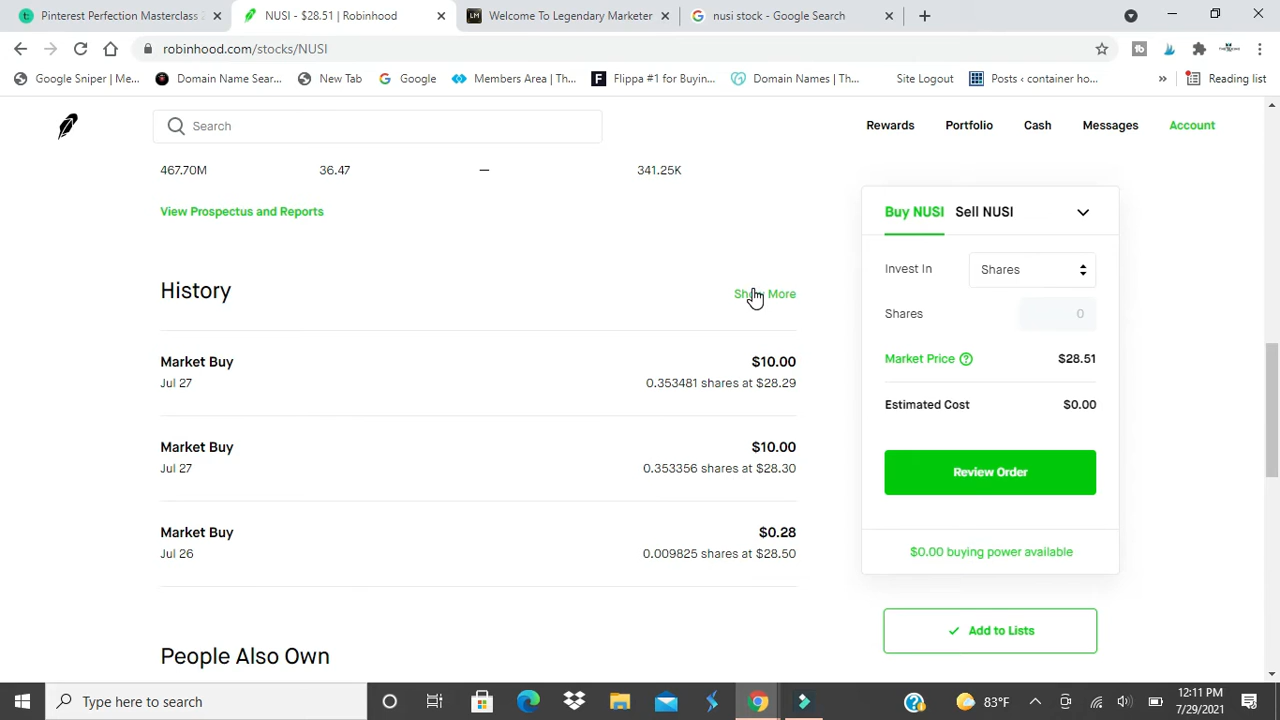 Pinterest Perfection Masterclass
NUSI - $28.51 | Robinhood
Welcome To Legendary Marketer
nusi stock - Google Search
robinhood.com/stocks/NUSI
Google Sniper | Me...
Domain Name Sear...
New Tab
Google
Members Area | Th...
Flippa #1 for Buyin...
Domain Names | Th...
Site Logout
Posts ‹ container ho...
»
Reading list
Search
Rewards
Portfolio
Cash
Messages
Account
467.70M 36.47 — 341.25K
View Prospectus and Reports
History
Show More
Market Buy $10.00
Jul 27 0.353481 shares at $28.29
Market Buy $10.00
Jul 27 0.353356 shares at $28.30
Market Buy $0.28
Jul 26 0.009825 shares at $28.50
People Also Own
Buy NUSI Sell NUSI
Invest In Shares
Shares 0
Market Price ? $28.51
Estimated Cost $0.00
Review Order
$0.00 buying power available
Add to Lists
Type here to search
83°F
12:11 PM
7/29/2021